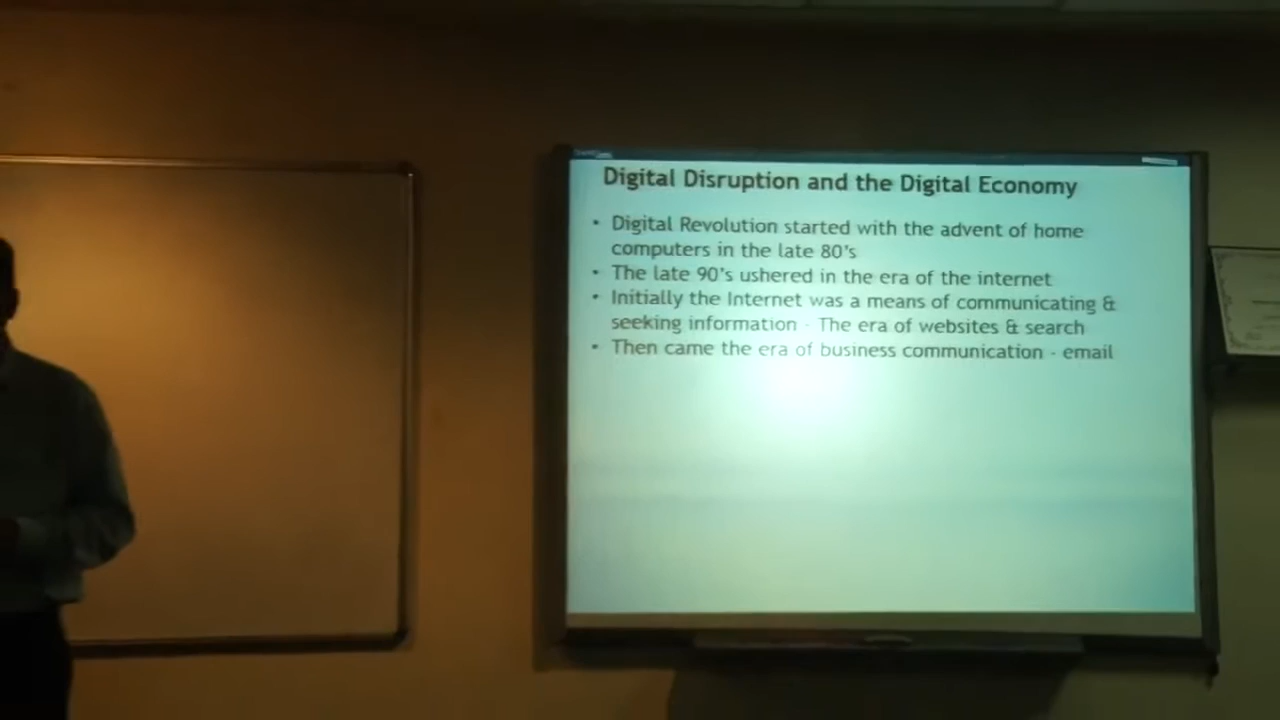 Digital Disruption and the Digital Economy
• Digital Revolution started with the advent of home
computers in the late 80's
• The late 90's ushered in the era of the internet
• Initially the Internet was a means of communicating &
seeking information - The era of websites & search
• Then came the era of business communication - email